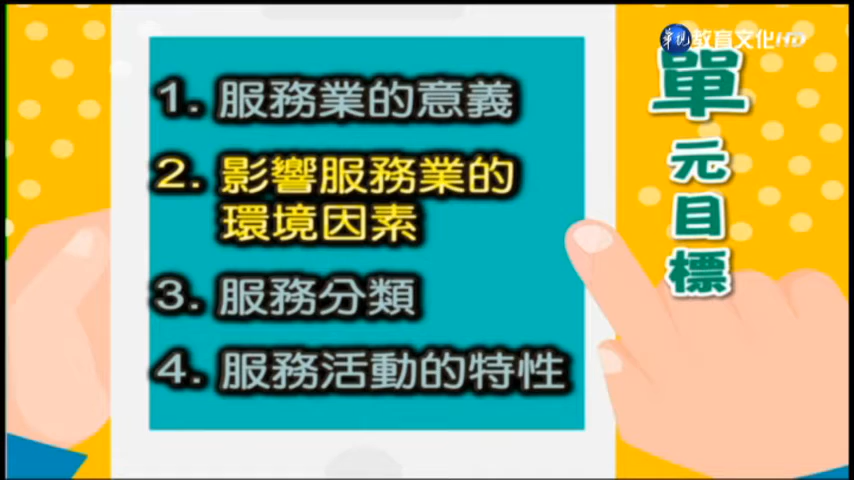 華視教育文化HD
單元目標
1. 服務業的意義
2. 影響服務業的
環境因素
3. 服務分類
4. 服務活動的特性